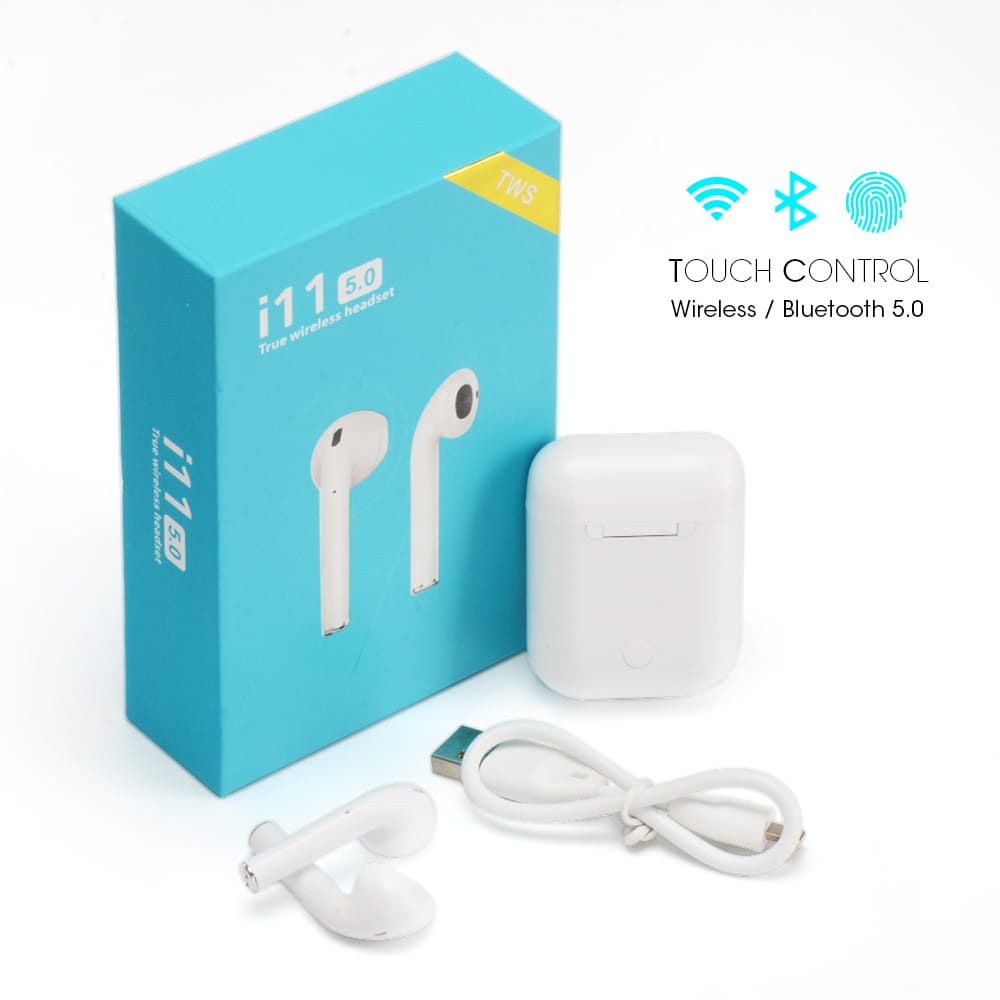 TWS
i11 5.0
True wireless headset
i11 5.0
True wireless headset
TOUCH CONTROL
Wireless / Bluetooth 5.0